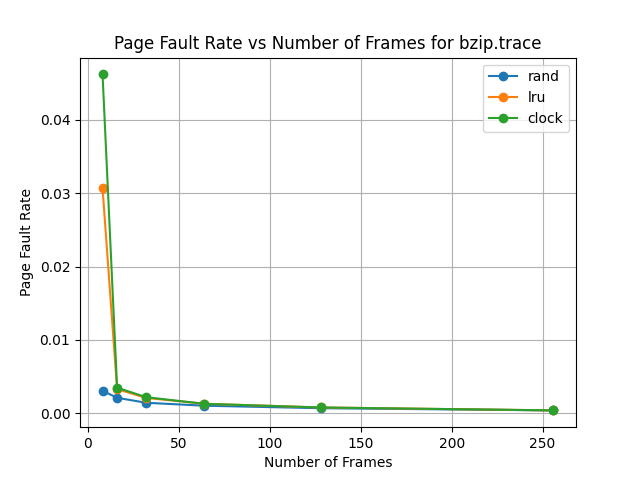 Page Fault Rate vs Number of Frames for bzip.trace
rand
lru
clock
Page Fault Rate
0.04
0.03
0.02
0.01
0.00
0 50 100 150 200 250
Number of Frames